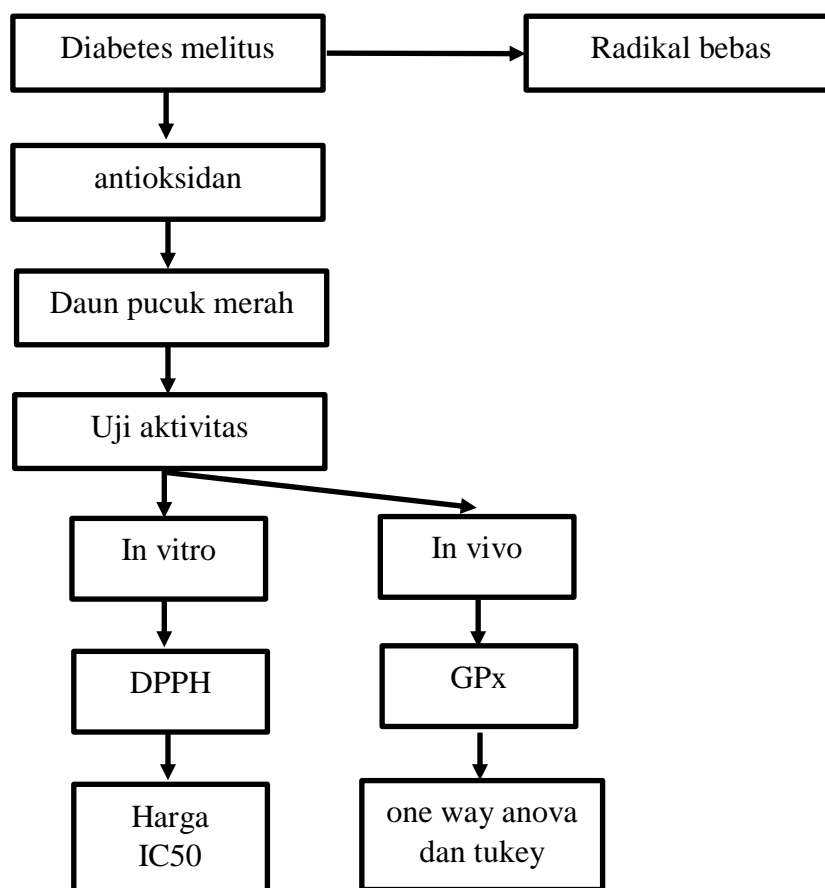 Diabetes melitus
Radikal bebas
antioksidan
Daun pucuk merah
Uji aktivitas
In vitro
In vivo
DPPH
GPx
Harga
IC50
one way anova
dan tukey